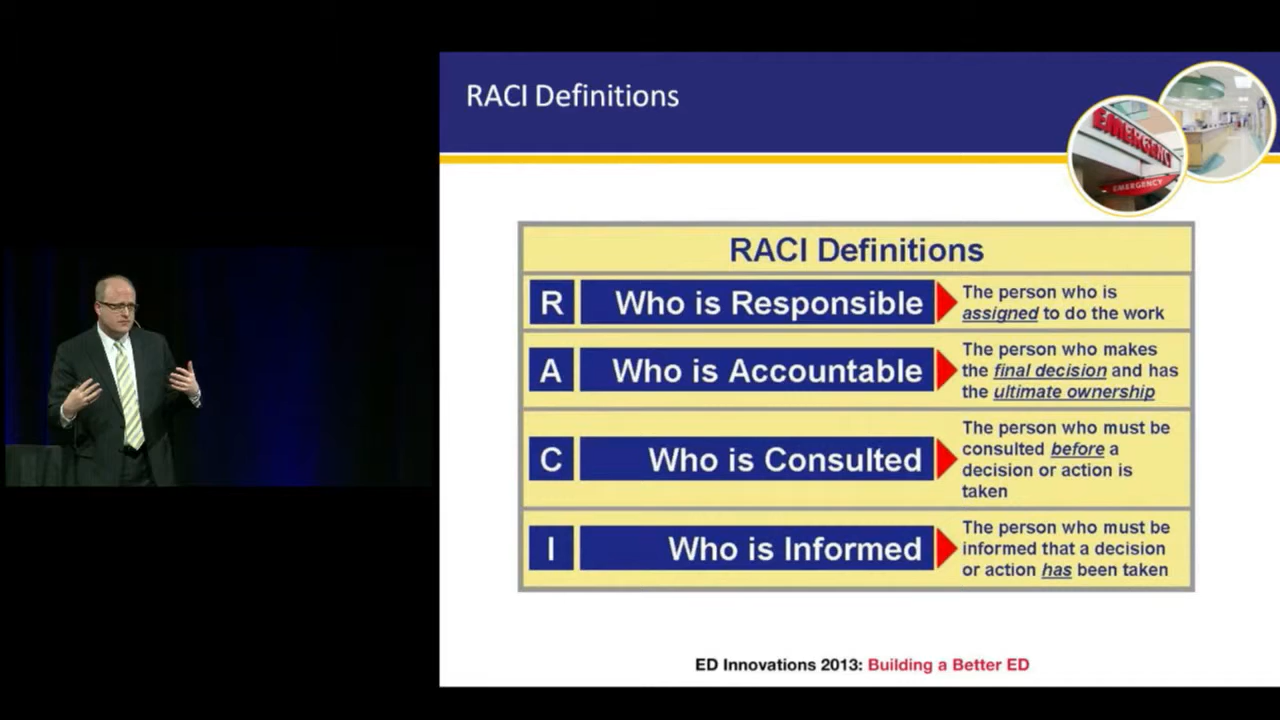 RACI Definitions
EMERGENCY
EMERGENCY
RACI Definitions
R
Who is Responsible
The person who is
assigned to do the work
A
Who is Accountable
The person who makes
the final decision and has
the ultimate ownership
C
Who is Consulted
The person who must be
consulted before a
decision or action is
taken
I
Who is Informed
The person who must be
informed that a decision
or action has been taken
ED Innovations 2013: Building a Better ED